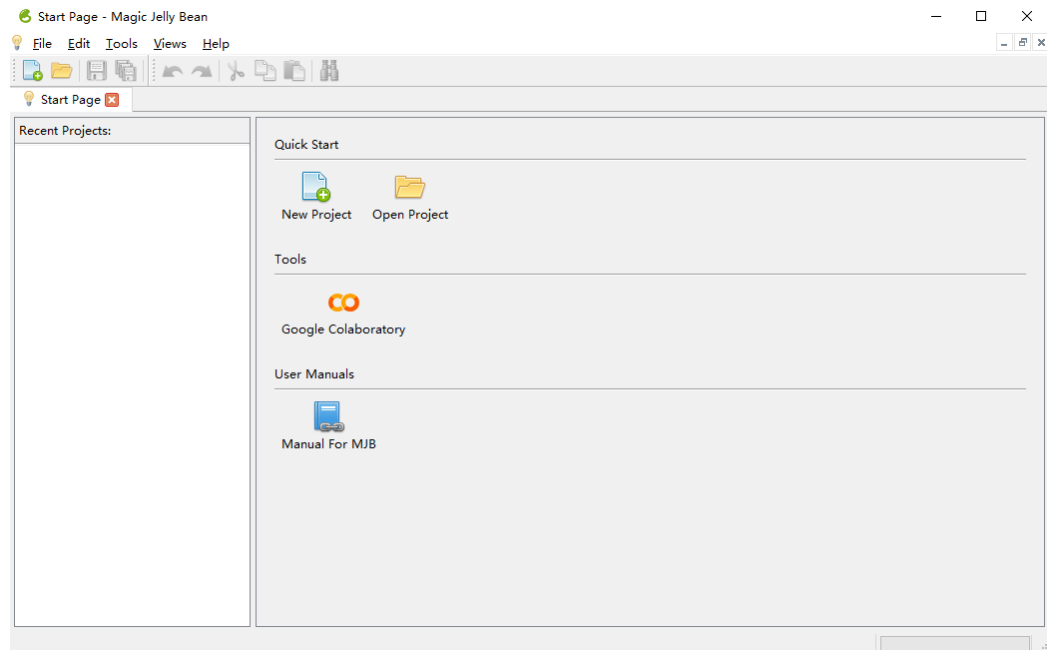 Start Page - Magic Jelly Bean
File Edit Tools Views Help
Start Page
Recent Projects:
Quick Start
New Project Open Project
Tools
Google Colaboratory
User Manuals
Manual For MJB